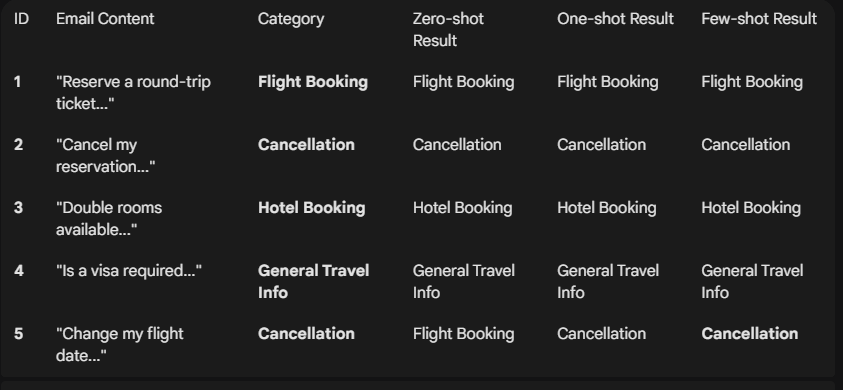 ID Email Content Category Zero-shot One-shot Result Few-shot Result
Result
1 "Reserve a round-trip Flight Booking Flight Booking Flight Booking Flight Booking
ticket..."
2 "Cancel my Cancellation Cancellation Cancellation Cancellation
reservation..."
3 "Double rooms Hotel Booking Hotel Booking Hotel Booking Hotel Booking
available..."
4 "Is a visa required..." General Travel General Travel General Travel General Travel
Info Info Info Info
5 "Change my flight Cancellation Flight Booking Cancellation Cancellation
date..."